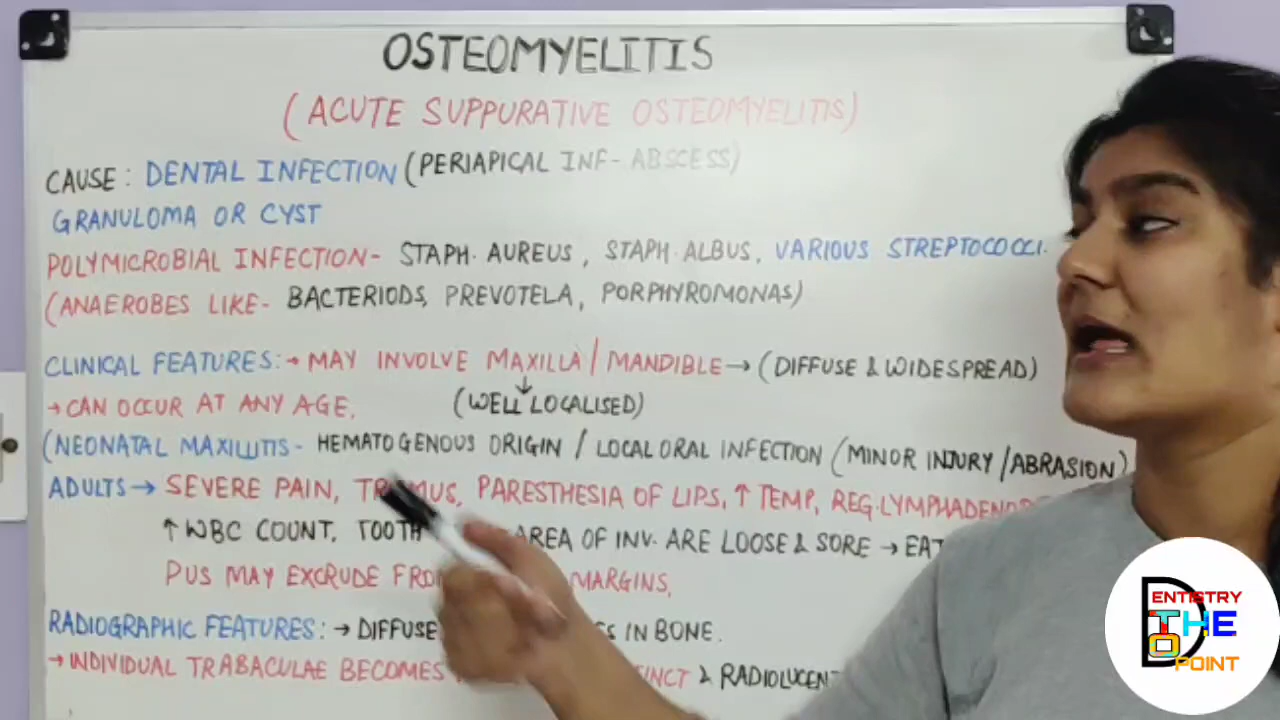 OSTEOMYELITIS
(ACUTE SUPPURATIVE OSTEOMYELITIS)
CAUSE: DENTAL INFECTION (PERIAPICAL INF- ABSCESS)
GRANULOMA OR CYST
POLYMICROBIAL INFECTION- STAPH. AUREUS, STAPH. ALBUS, VARIOUS STREPTOCOCCI.
(ANAEROBES LIKE- BACTERIODS, PREVOTELA, PORPHYROMONAS)
CLINICAL FEATURES: → MAY INVOLVE MAXILLA / MANDIBLE → (DIFFUSE & WIDESPREAD)
→ CAN OCCUR AT ANY AGE. (WELL LOCALISED)
(NEONATAL MAXILLITIS- HEMATOGENOUS ORIGIN / LOCAL ORAL INFECTION (MINOR INJURY/ABRASION)
ADULTS → SEVERE PAIN, PARESTHESIA OF LIPS, ↑ TEMP, REG. 
↑ WBC COUNT. TOOTH AREA OF INV. ARE LOOSE & SORE →
PUS MAY EXCRUDE MARGINS.
RADIOGRAPHIC FEATURES: → DIFFUSE IN BONE.
→ INDIVIDUAL TRABACULAE BECOMES & RADIOLUCENT
DENTISTRY
THE
TO
POINT